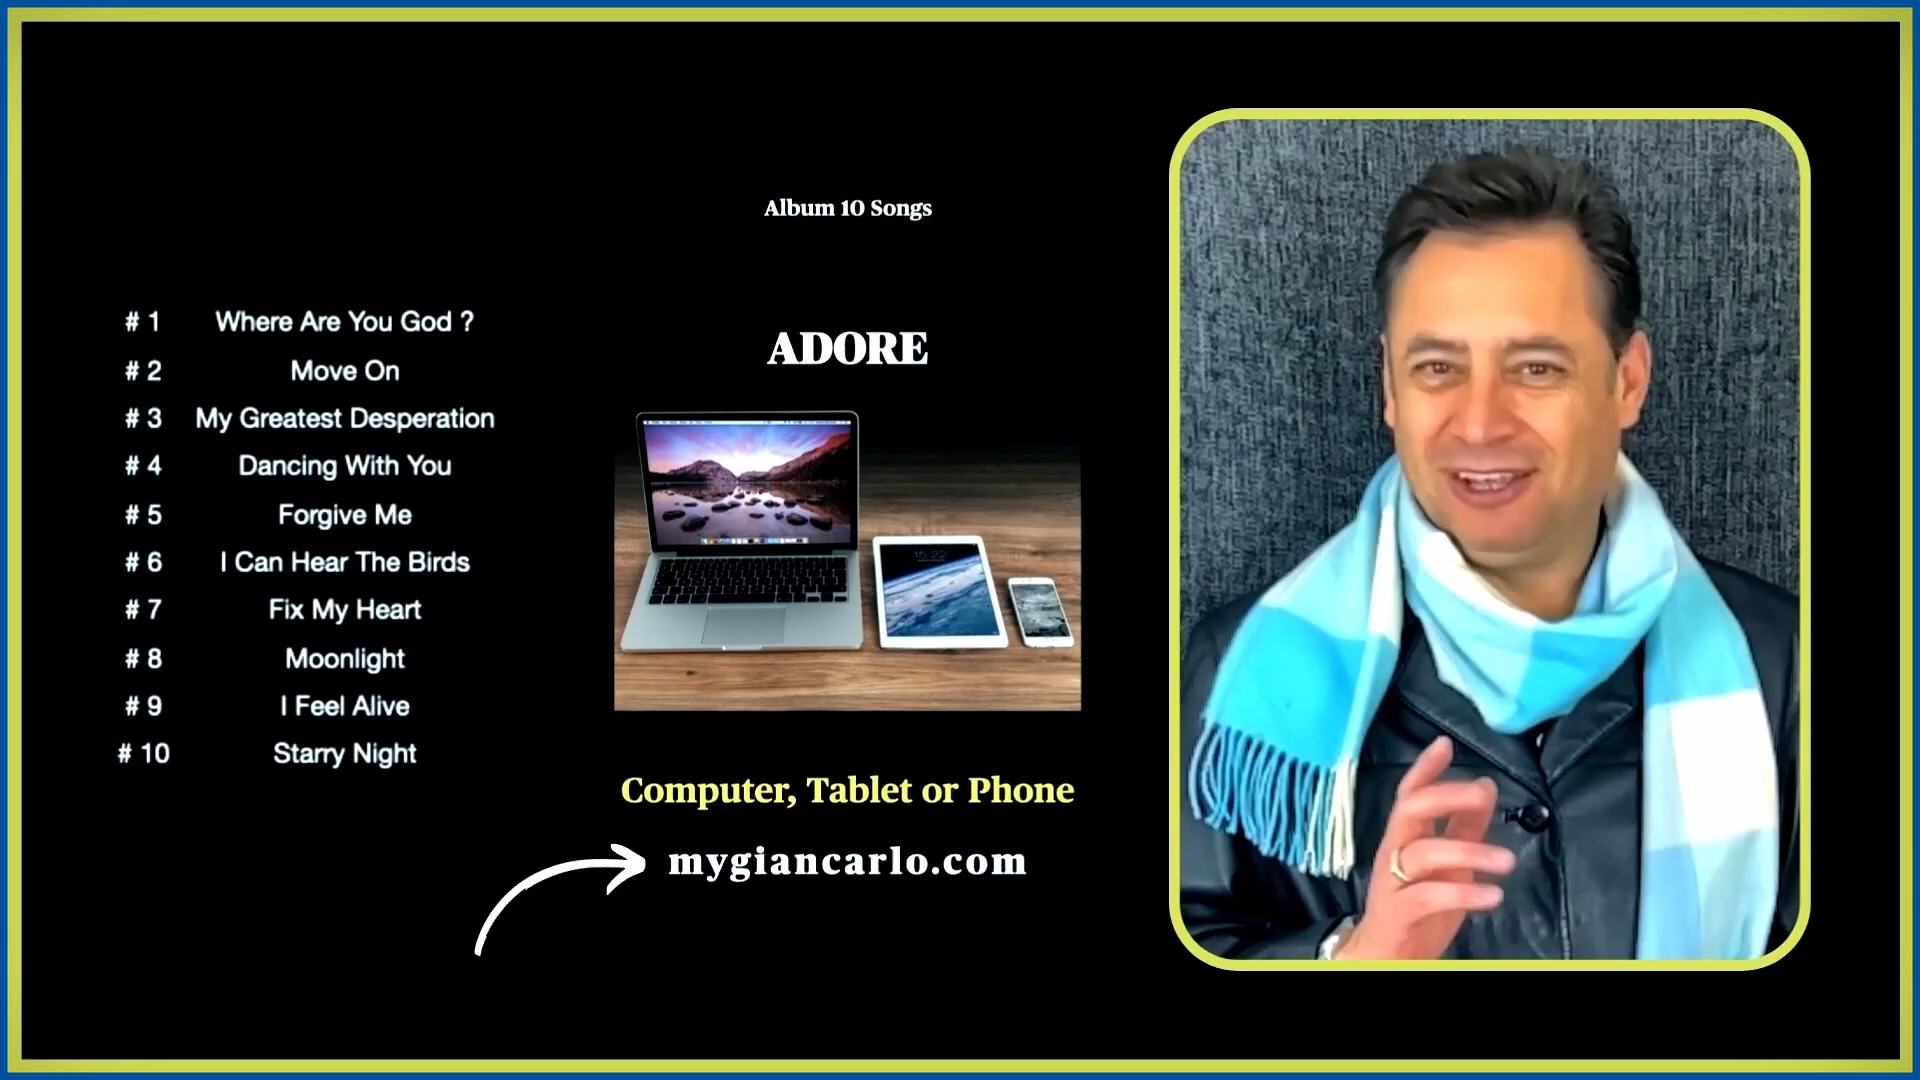 Album 10 Songs
ADORE
# 1 Where Are You God ?
# 2 Move On
# 3 My Greatest Desperation
# 4 Dancing With You
# 5 Forgive Me
# 6 I Can Hear The Birds
# 7 Fix My Heart
# 8 Moonlight
# 9 I Feel Alive
# 10 Starry Night
15:22
Computer, Tablet or Phone
mygiancarlo.com